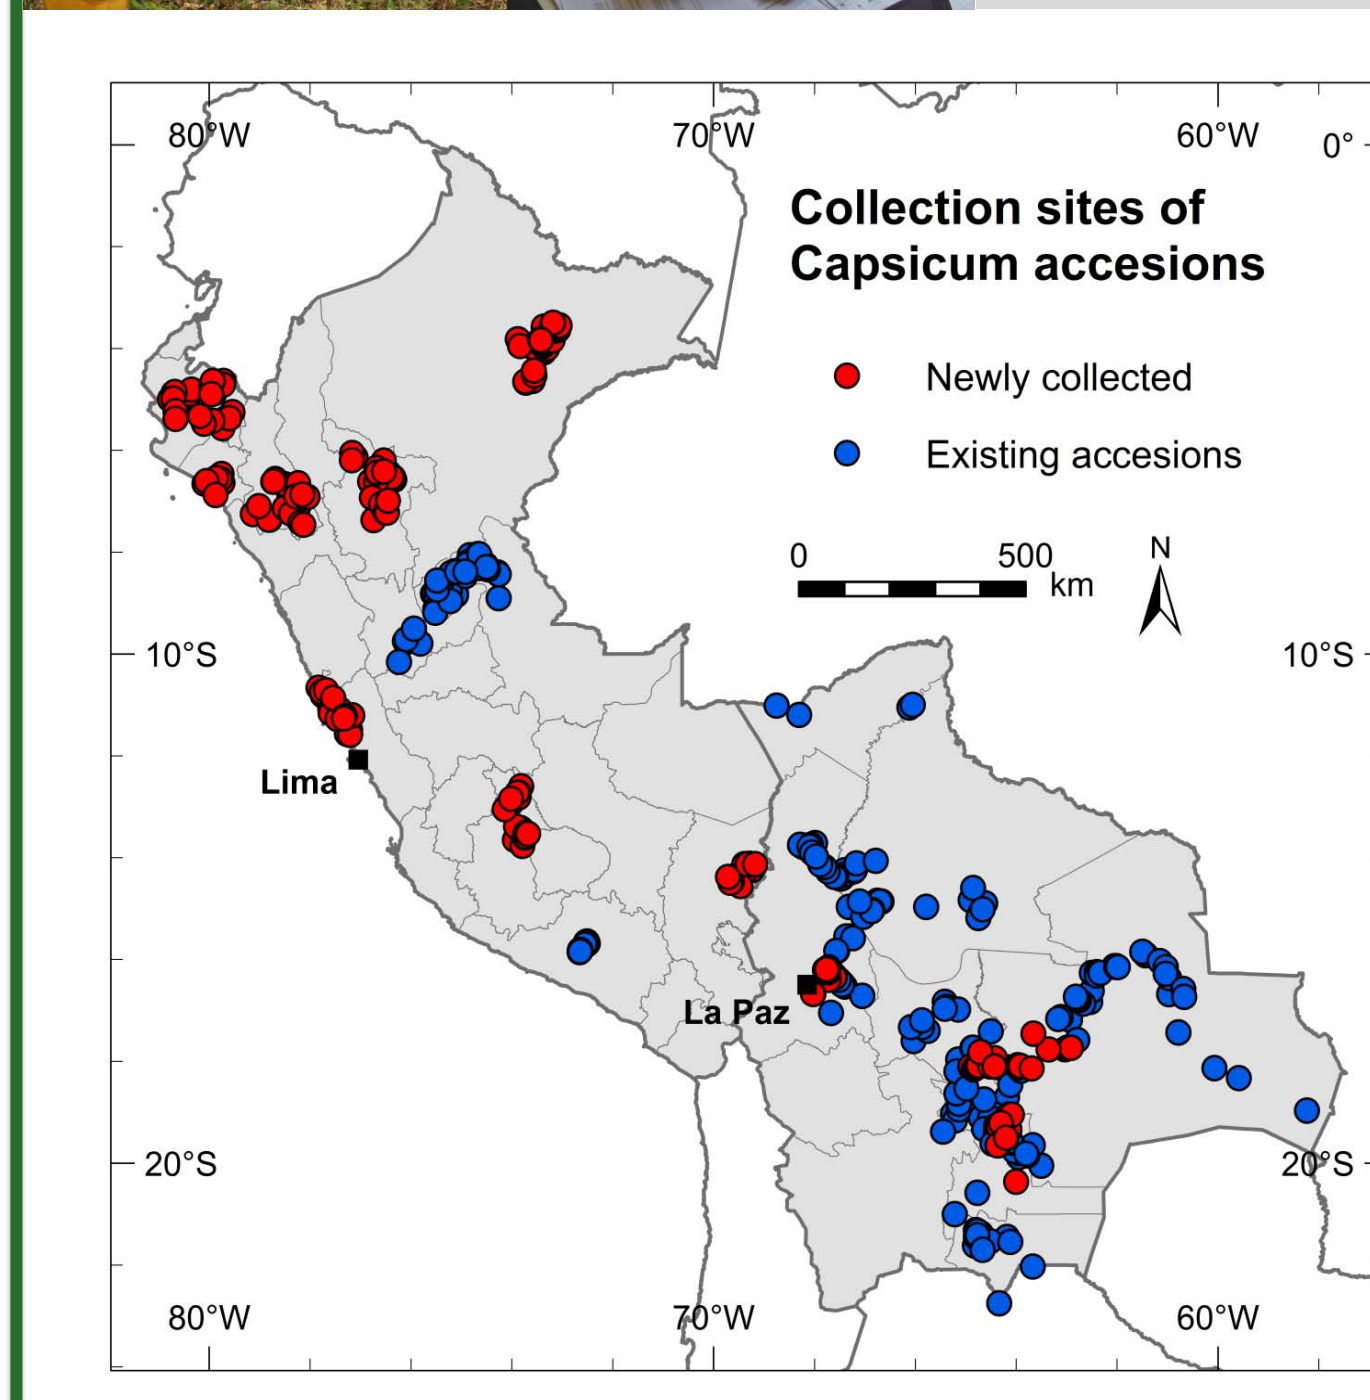 80°W
70°W
60°W
0°
Collection sites of
Capsicum accesions
Newly collected
Existing accesions
0 500
km
N
10°S
10°S
Lima
La Paz
20°S
20°S
80°W
70°W
60°W